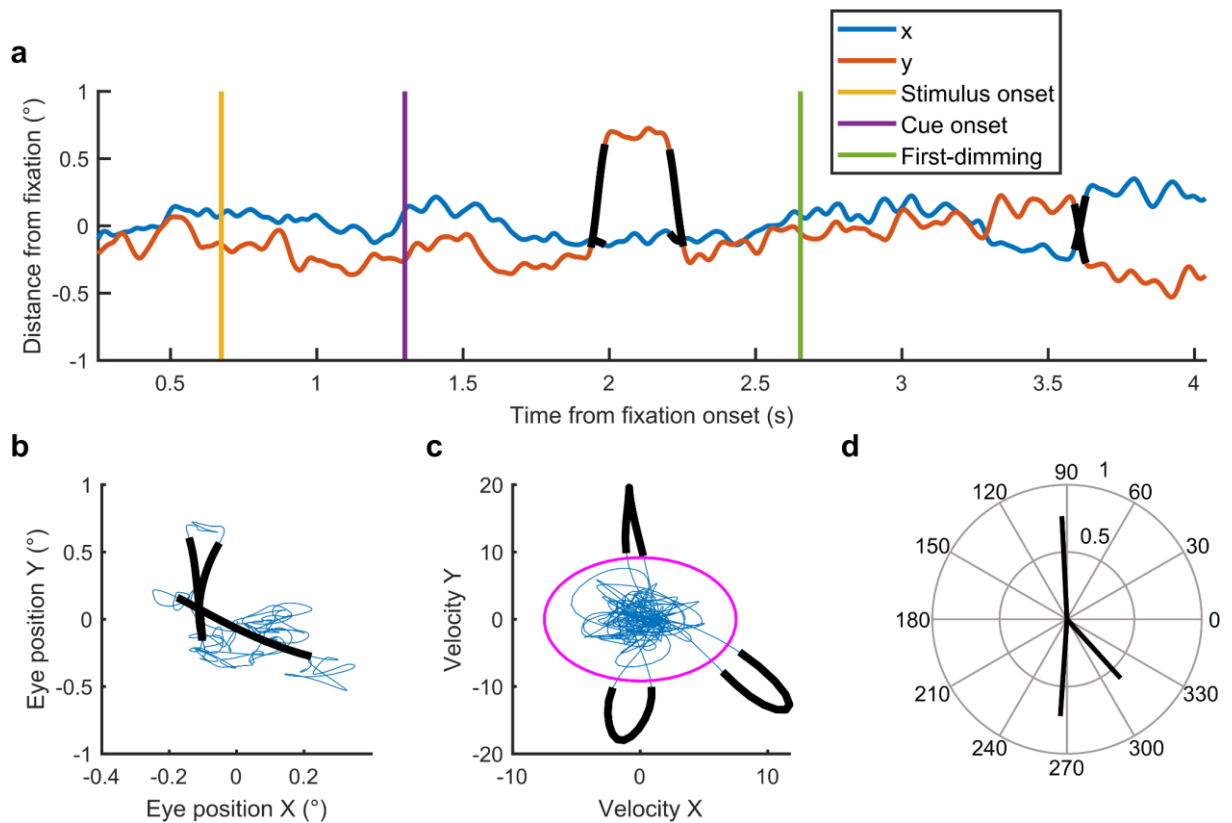 a
x
y
Stimulus onset
Cue onset
First-dimming
Distance from fixation (°)
1
0.5
0
-0.5
-1
0.5 1 1.5 2 2.5 3 3.5 4
Time from fixation onset (s)
b
Eye position Y (°)
1
0.5
0
-0.5
-1
-0.4 -0.2 0 0.2
Eye position X (°)
c
Velocity Y
20
10
0
-10
-20
-10 0 10
Velocity X
d
90 1
120 60
0.5
150 30
180 0
210 330
240 300
270